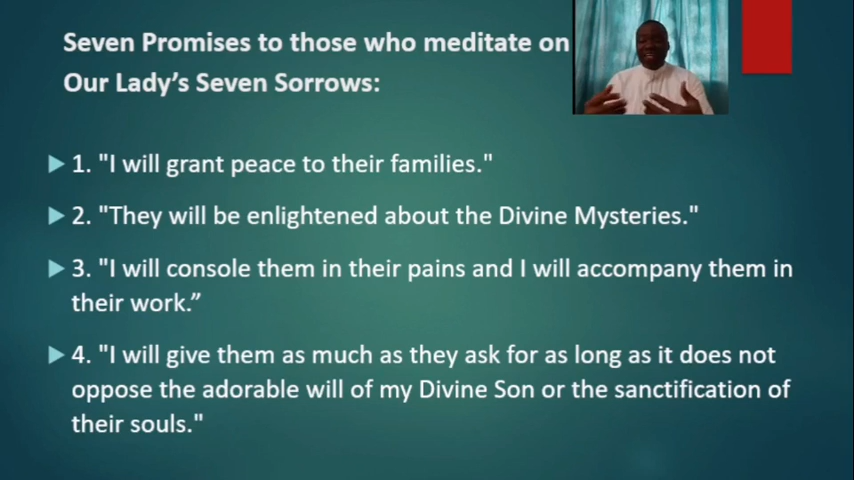 Seven Promises to those who meditate on
Our Lady's Seven Sorrows:
1. "I will grant peace to their families."
2. "They will be enlightened about the Divine Mysteries."
3. "I will console them in their pains and I will accompany them in
their work.”
4. "I will give them as much as they ask for as long as it does not
oppose the adorable will of my Divine Son or the sanctification of
their souls."